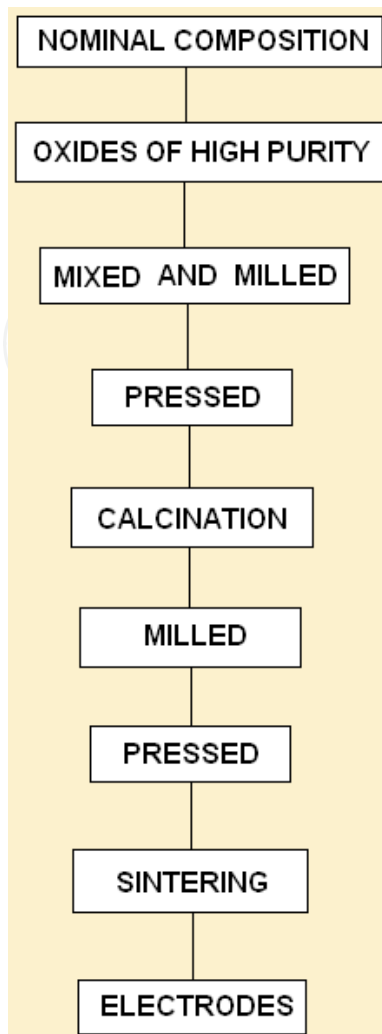 NOMINAL COMPOSITION
OXIDES OF HIGH PURITY
MIXED AND MILLED
PRESSED
CALCINATION
MILLED
PRESSED
SINTERING
ELECTRODES